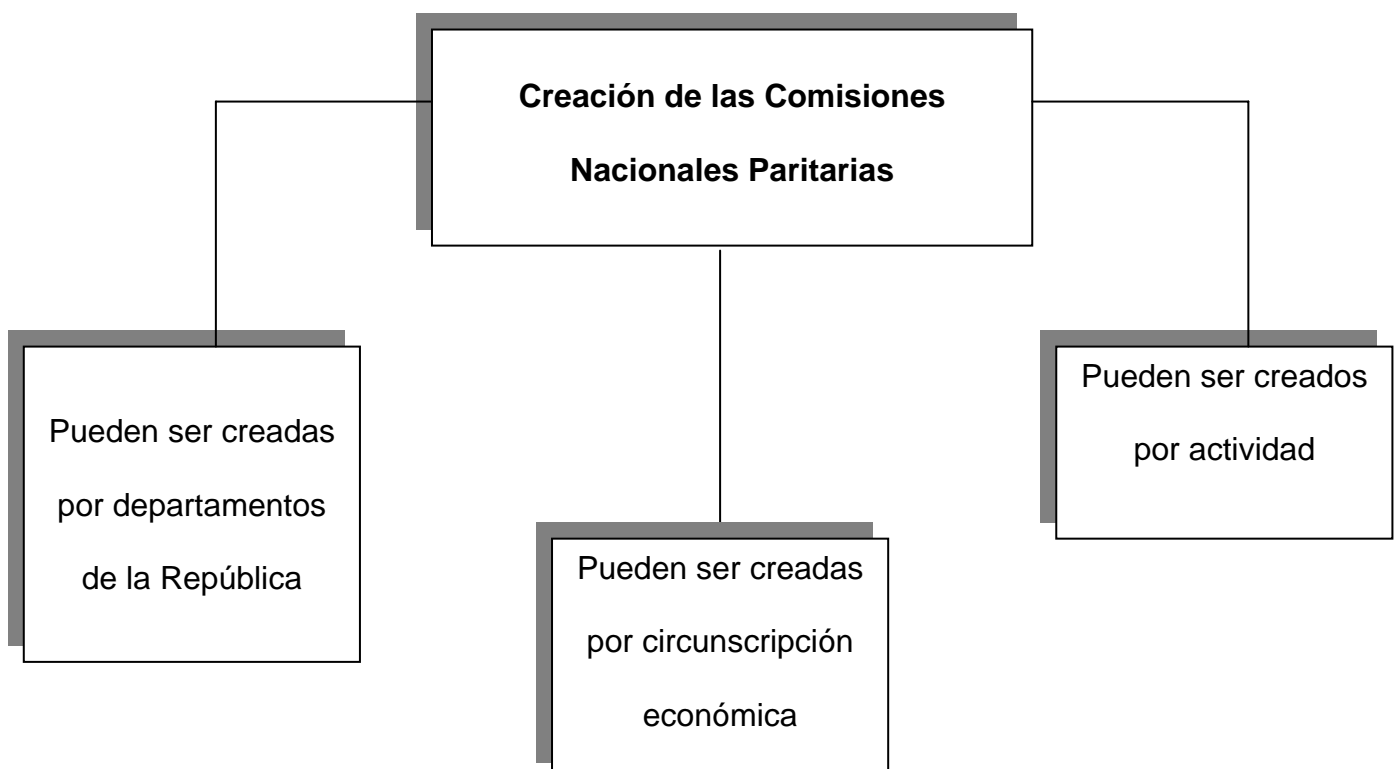 Creación de las Comisiones
Nacionales Paritarias
Pueden ser creadas
por departamentos
de la República
Pueden ser creadas
por circunscripción
económica
Pueden ser creados
por actividad